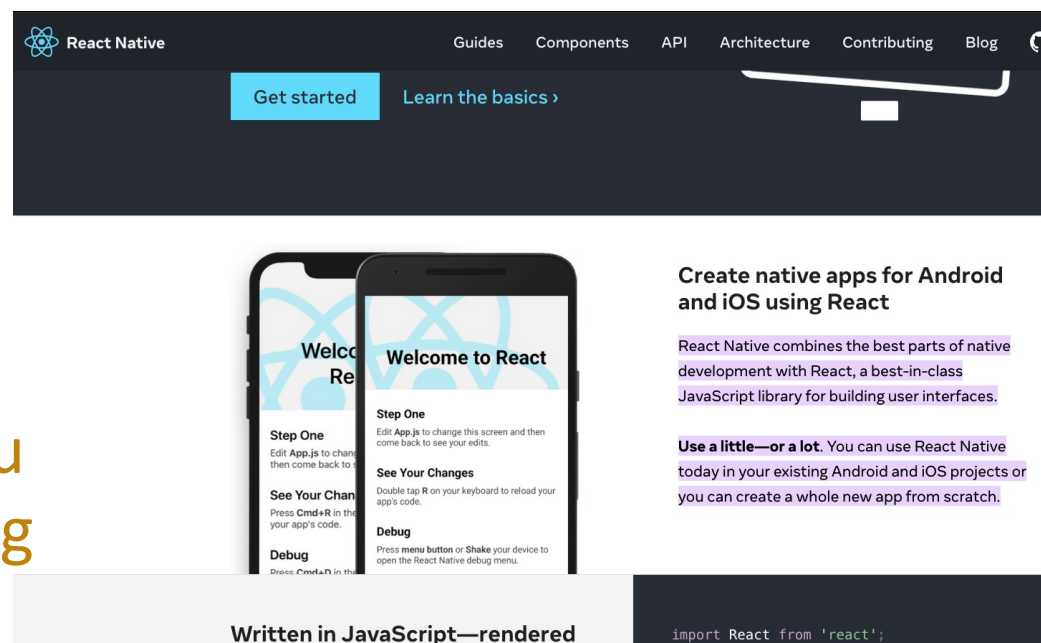 React Native
Guides Components API Architecture Contributing Blog
Get started Learn the basics ›
Welcome to React
Step One
Edit App.js to change this screen and then
come back to see your edits.
See Your Changes
Double tap R on your keyboard to reload your
app's code.
Debug
Press menu button or Shake your device to
open the React Native debug menu.
Step One
Edit App.js to
then come back to
See Your
Press Cmd+R in the
your app's code.
Debug
Press Cmd+D in the
Create native apps for Android
and iOS using React
React Native combines the best parts of native
development with React, a best-in-class
JavaScript library for building user interfaces.
Use a little—or a lot. You can use React Native
today in your existing Android and iOS projects or
you can create a whole new app from scratch.
u
g
Written in JavaScript—rendered
import React from 'react';